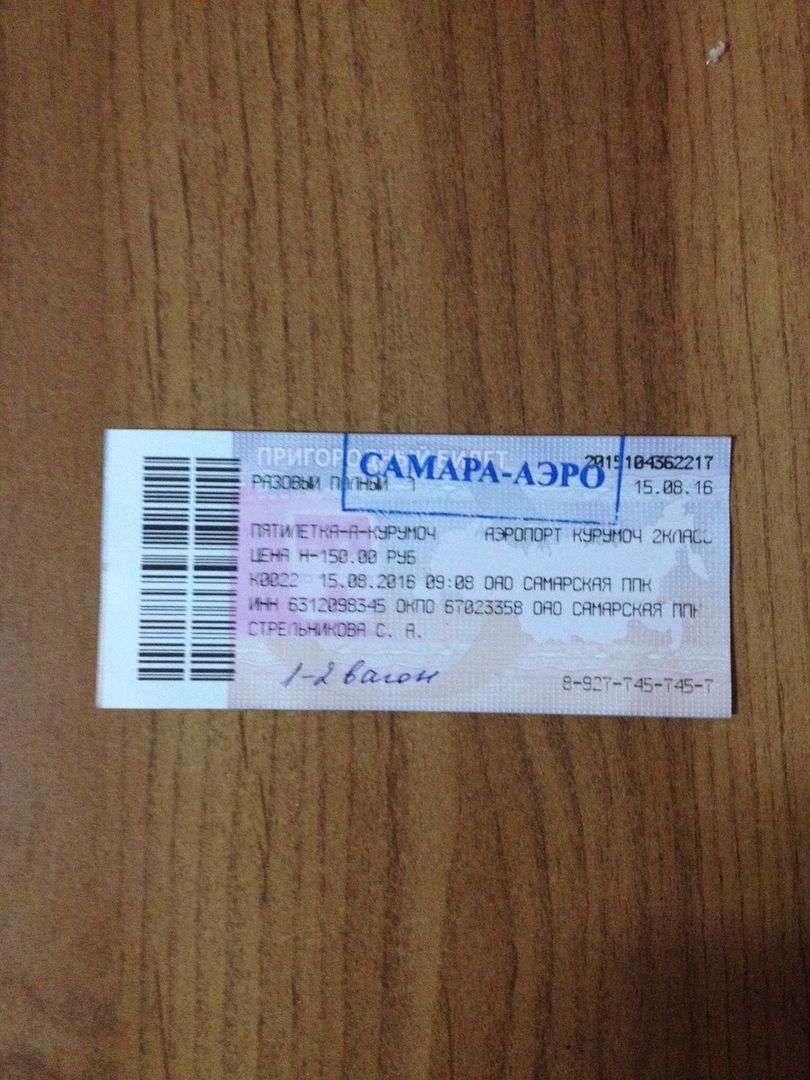 ПРИГОРОДНЫЙ БИЛЕТ
САМАРА-АЭРО
2015104362217
РАЗОВЫЙ ПОЛНЫЙ 1
15.08.16
ПЯТИЛЕТКА-А-КУРУМОЧ АЭРОПОРТ КУРУМОЧ 2КЛАСС
ЦЕНА Н-150.00 РУБ
К0022 15.08.2016 09:08 ОАО САМАРСКАЯ ППК
ИНН 6312098345 ОКПО 67023358 ОАО САМАРСКАЯ ППК
СТРЕЛЬНИКОВА С. А.
1-2 вагон
8-927-745-745-7